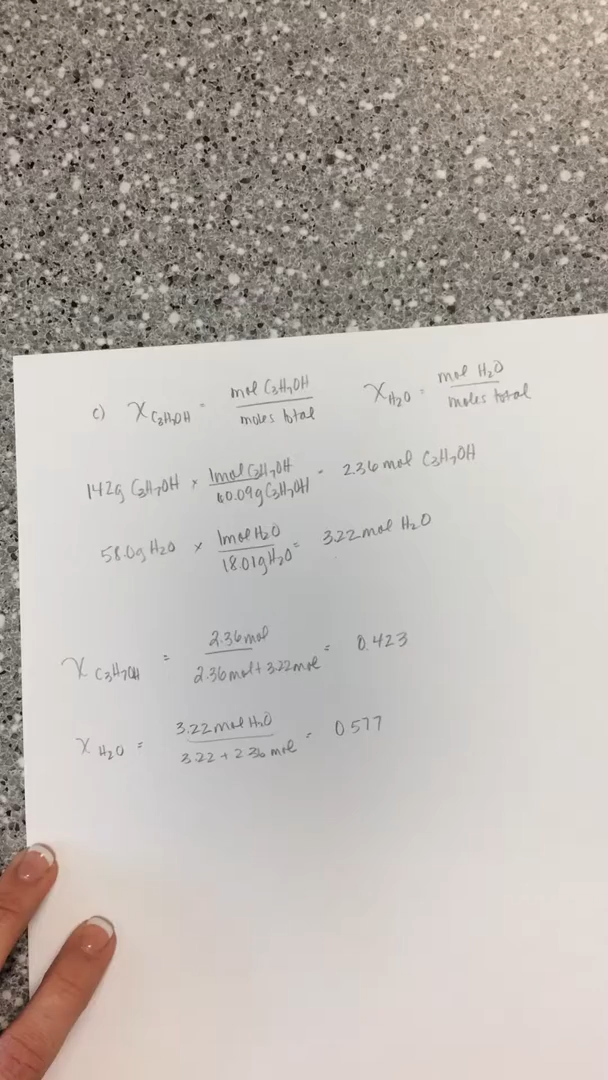 c) X C3H7OH = mol C3H7OH / moles total    X H2O = mol H2O / moles total
142g C3H7OH x 1mol C3H7OH / 60.09g C3H7OH = 2.36 mol C3H7OH
58.0g H2O x 1mol H2O / 18.01g H2O = 3.22 mol H2O
X C3H7OH = 2.36 mol / 2.36 mol + 3.22 mol = 0.423
X H2O = 3.22 mol H2O / 3.22 + 2.36 mol = 0.577